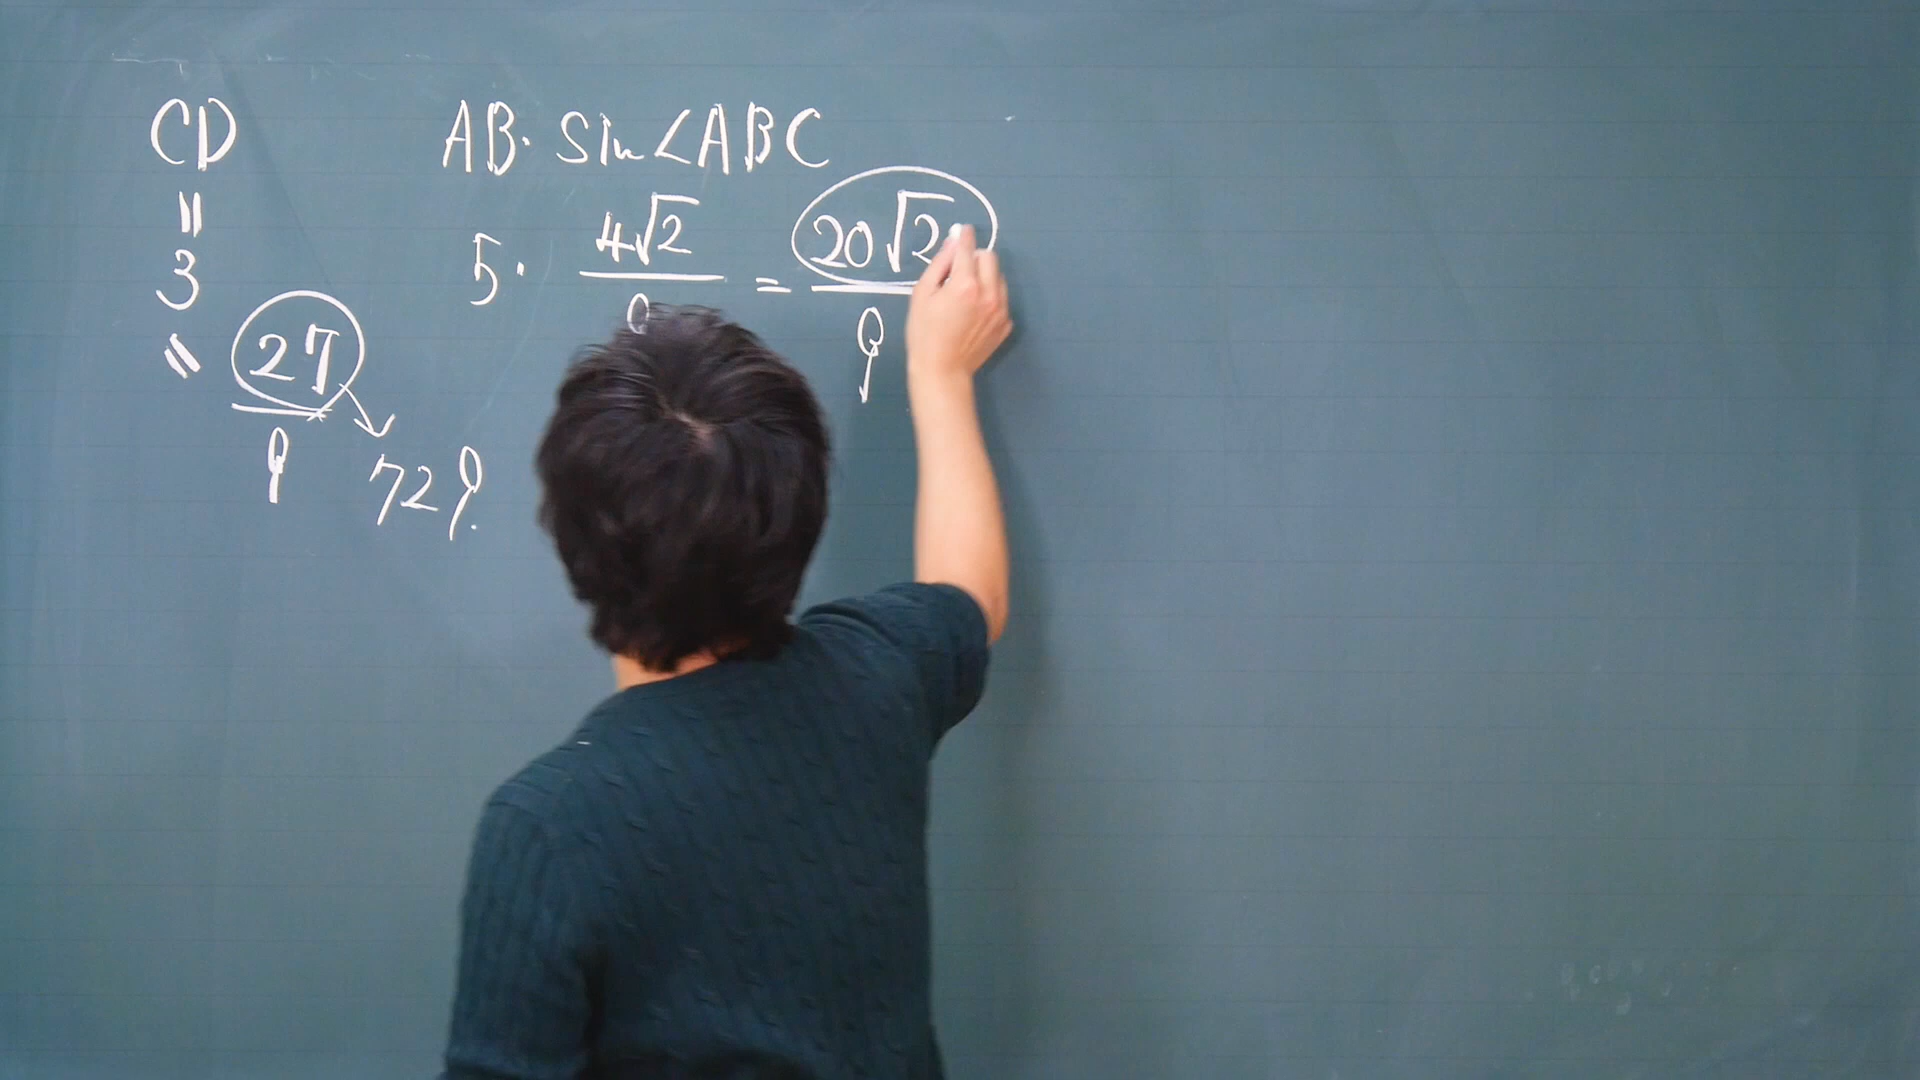 CD AB・sin∠ABC
= 5・4√2/9 = 20√2/9
3
= 27/9
729